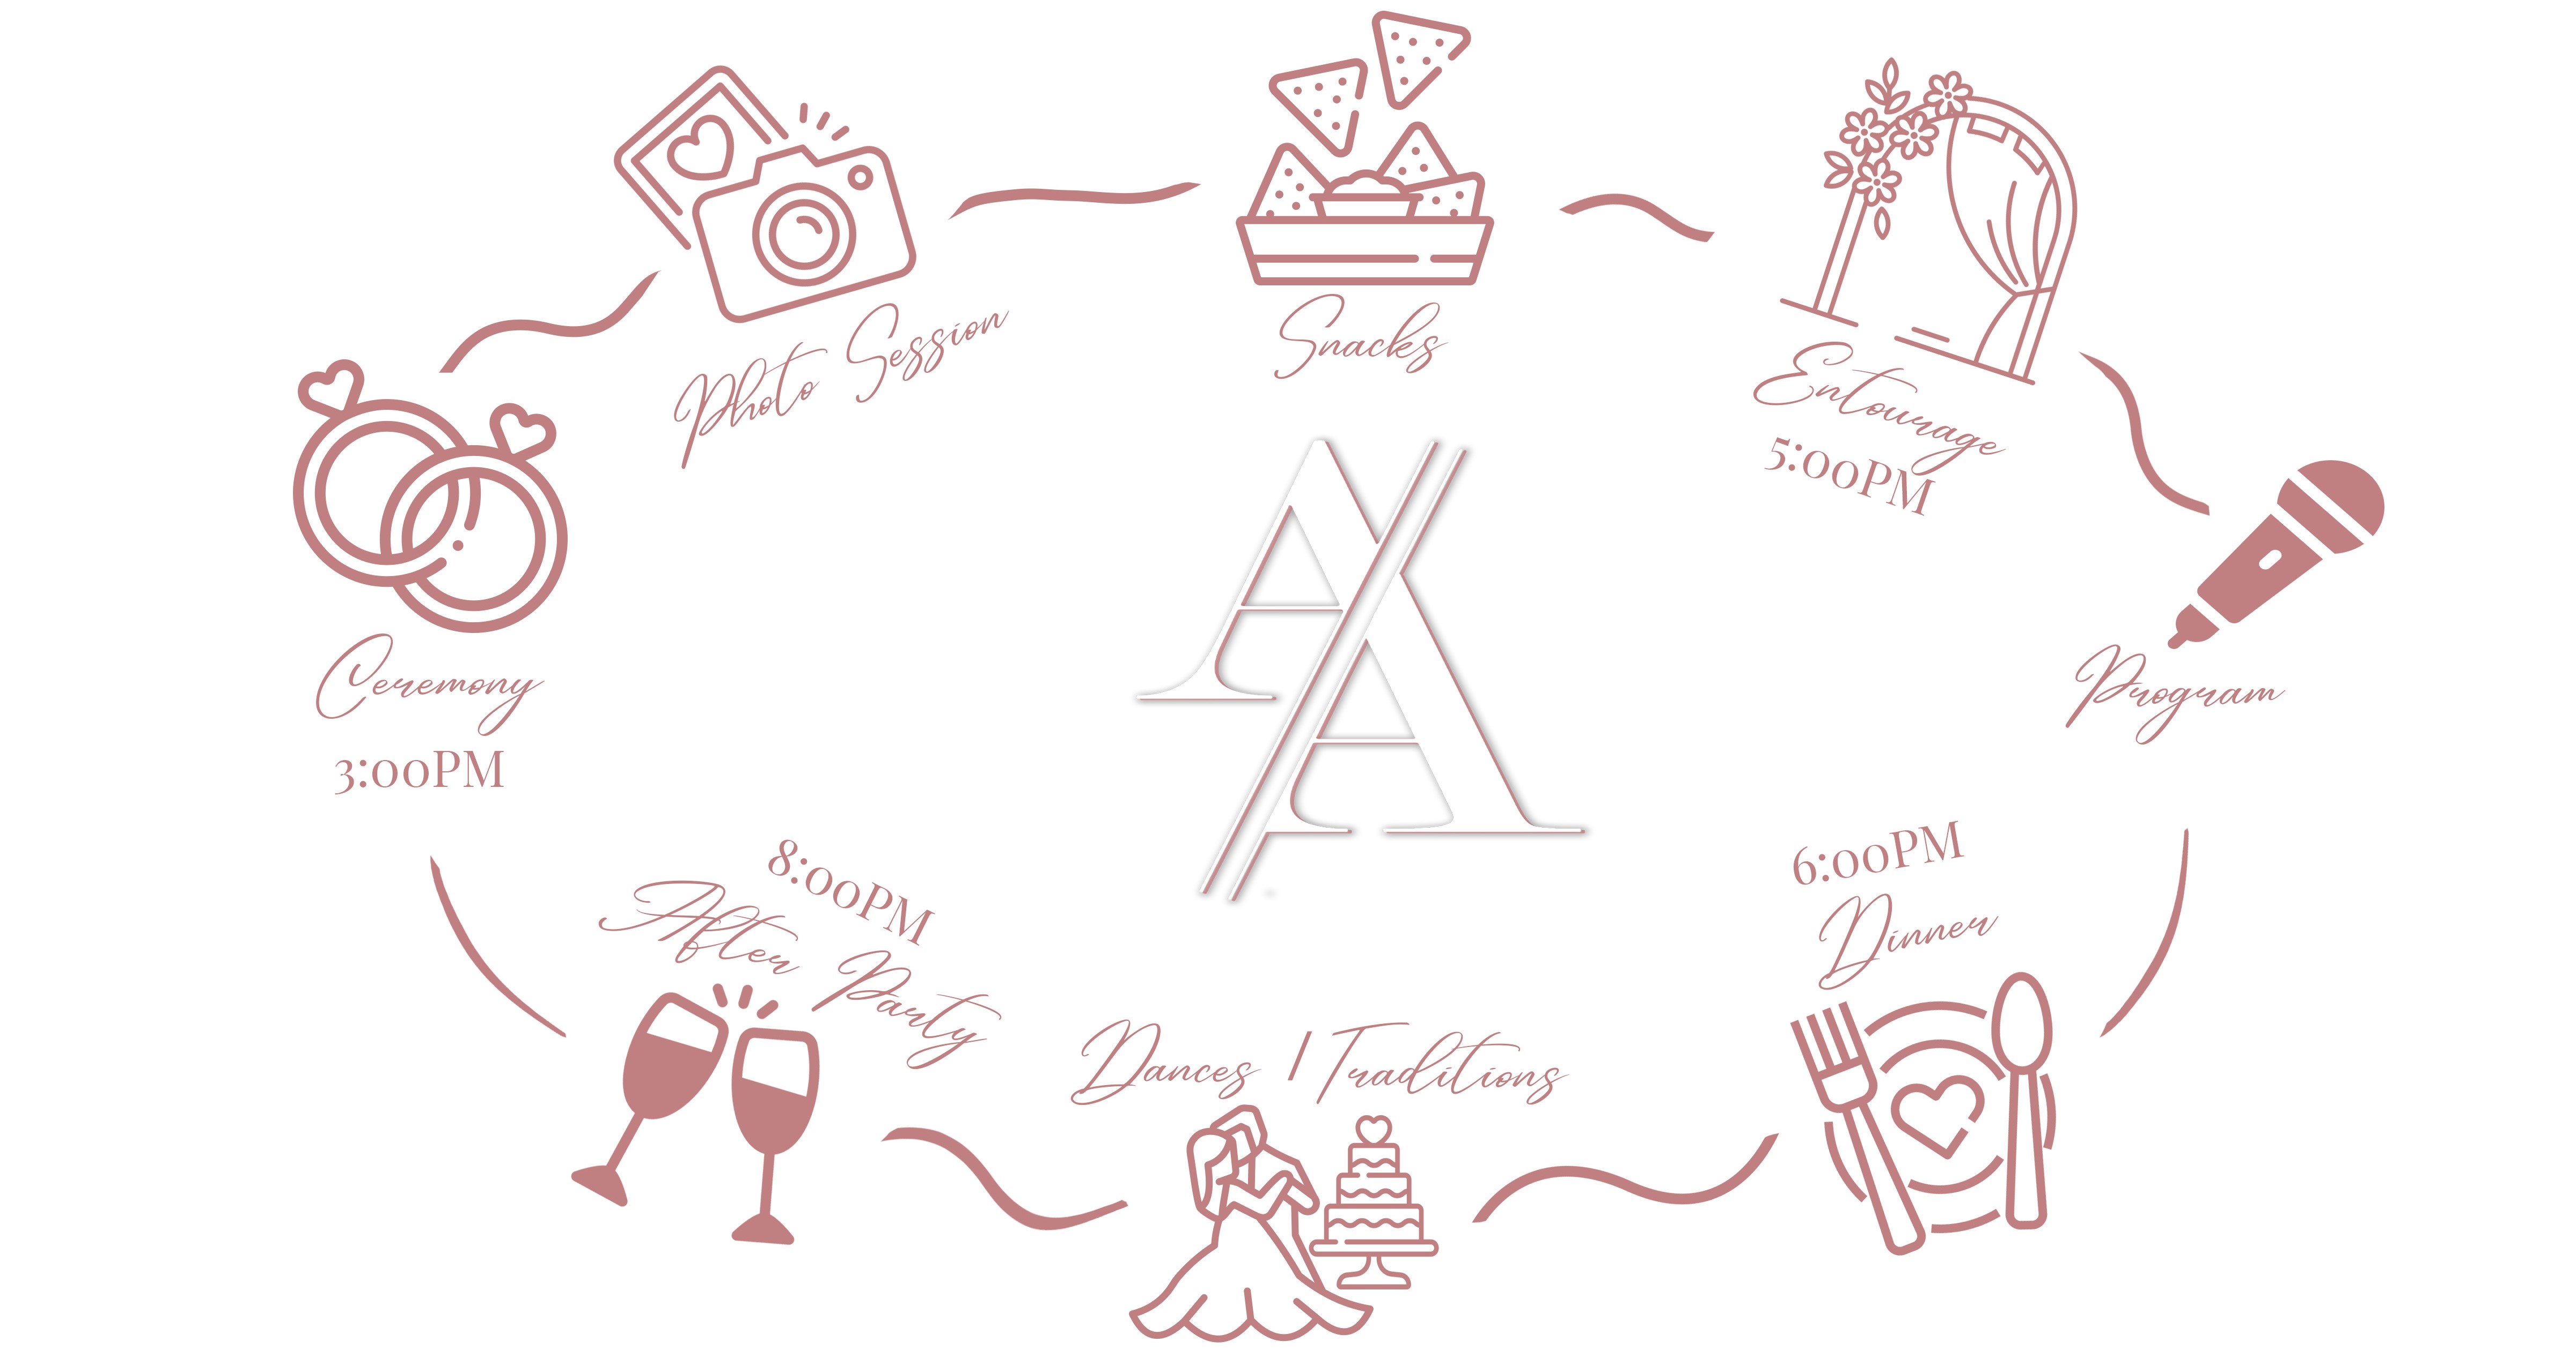 Photo Session
Snacks
Entourage
5:00PM
Ceremony
3:00PM
A//A
Program
8:00PM
After Party
6:00PM
Dinner
Dances / Traditions